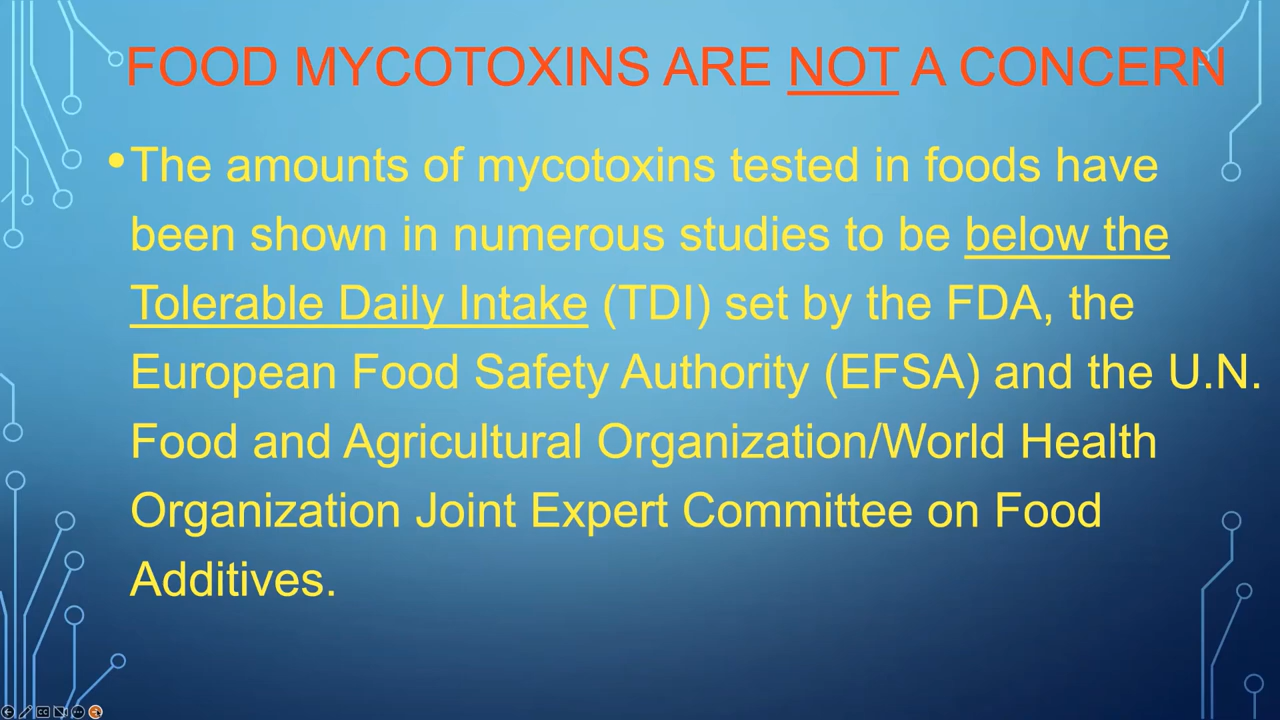 FOOD MYCOTOXINS ARE NOT A CONCERN
•The amounts of mycotoxins tested in foods have
been shown in numerous studies to be below the
Tolerable Daily Intake (TDI) set by the FDA, the
European Food Safety Authority (EFSA) and the U.N.
Food and Agricultural Organization/World Health
Organization Joint Expert Committee on Food
Additives.